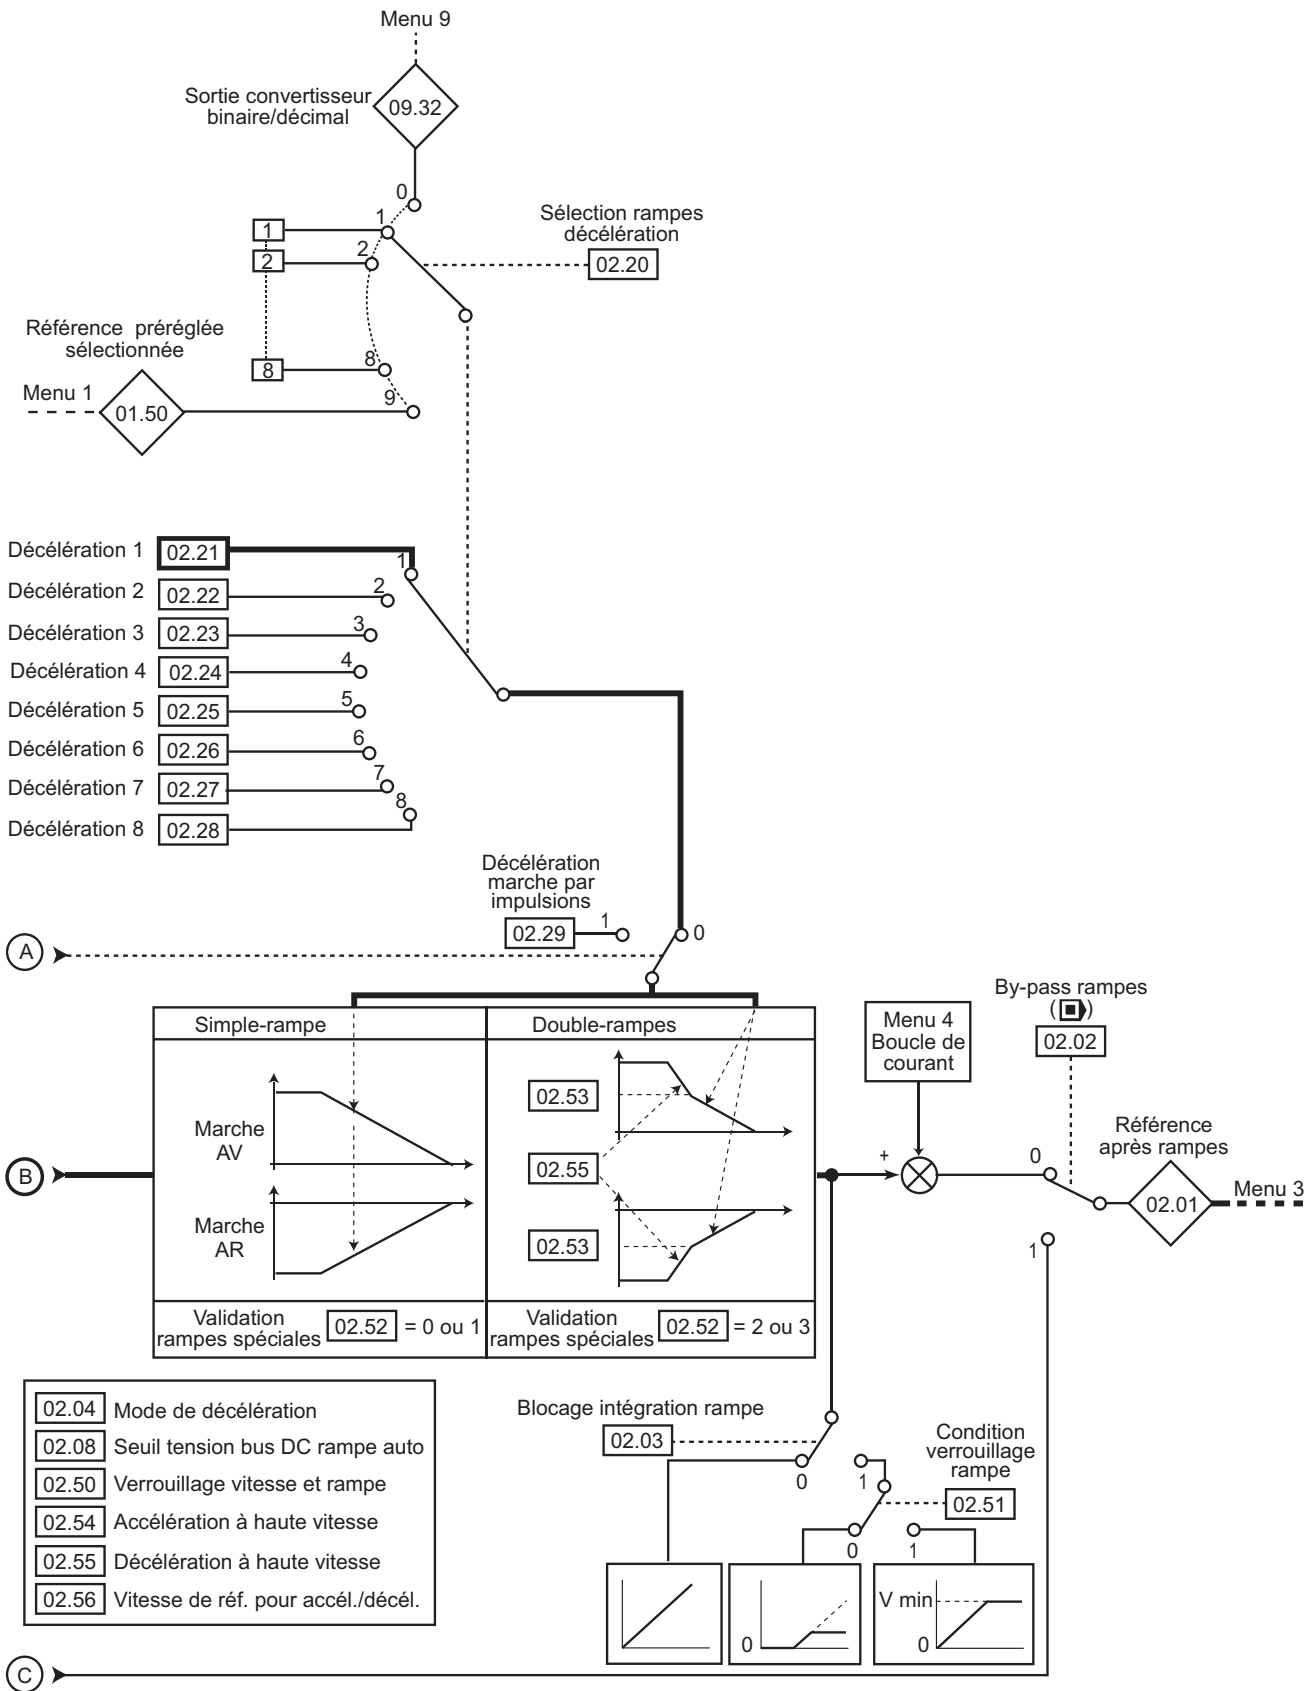 Menu 9
Sortie convertisseur
binaire/décimal
09.32
0
1
1
2
2
Sélection rampes
décélération
02.20
Référence préréglée
sélectionnée
8
8
9
Menu 1
01.50
Décélération 1
02.21
1
Décélération 2
02.22
2
Décélération 3
02.23
3
Décélération 4
02.24
4
Décélération 5
02.25
5
Décélération 6
02.26
6
Décélération 7
02.27
7
Décélération 8
02.28
8
Décélération
marche par
impulsions
02.29
1
0
A
Simple-rampe
Double-rampes
Menu 4
Boucle de
courant
By-pass rampes
02.02
02.53
Marche
AV
02.55
B
+
0
Référence
après rampes
02.01
Menu 3
Marche
AR
02.53
1
Validation
rampes spéciales
02.52
= 0 ou 1
Validation
rampes spéciales
02.52
= 2 ou 3
02.04 Mode de décélération
02.08 Seuil tension bus DC rampe auto
02.50 Verrouillage vitesse et rampe
02.54 Accélération à haute vitesse
02.55 Décélération à haute vitesse
02.56 Vitesse de réf. pour accél./décél.
Blocage intégration rampe
02.03
0
1
Condition
verrouillage
rampe
02.51
0
1
0
V min
0
C